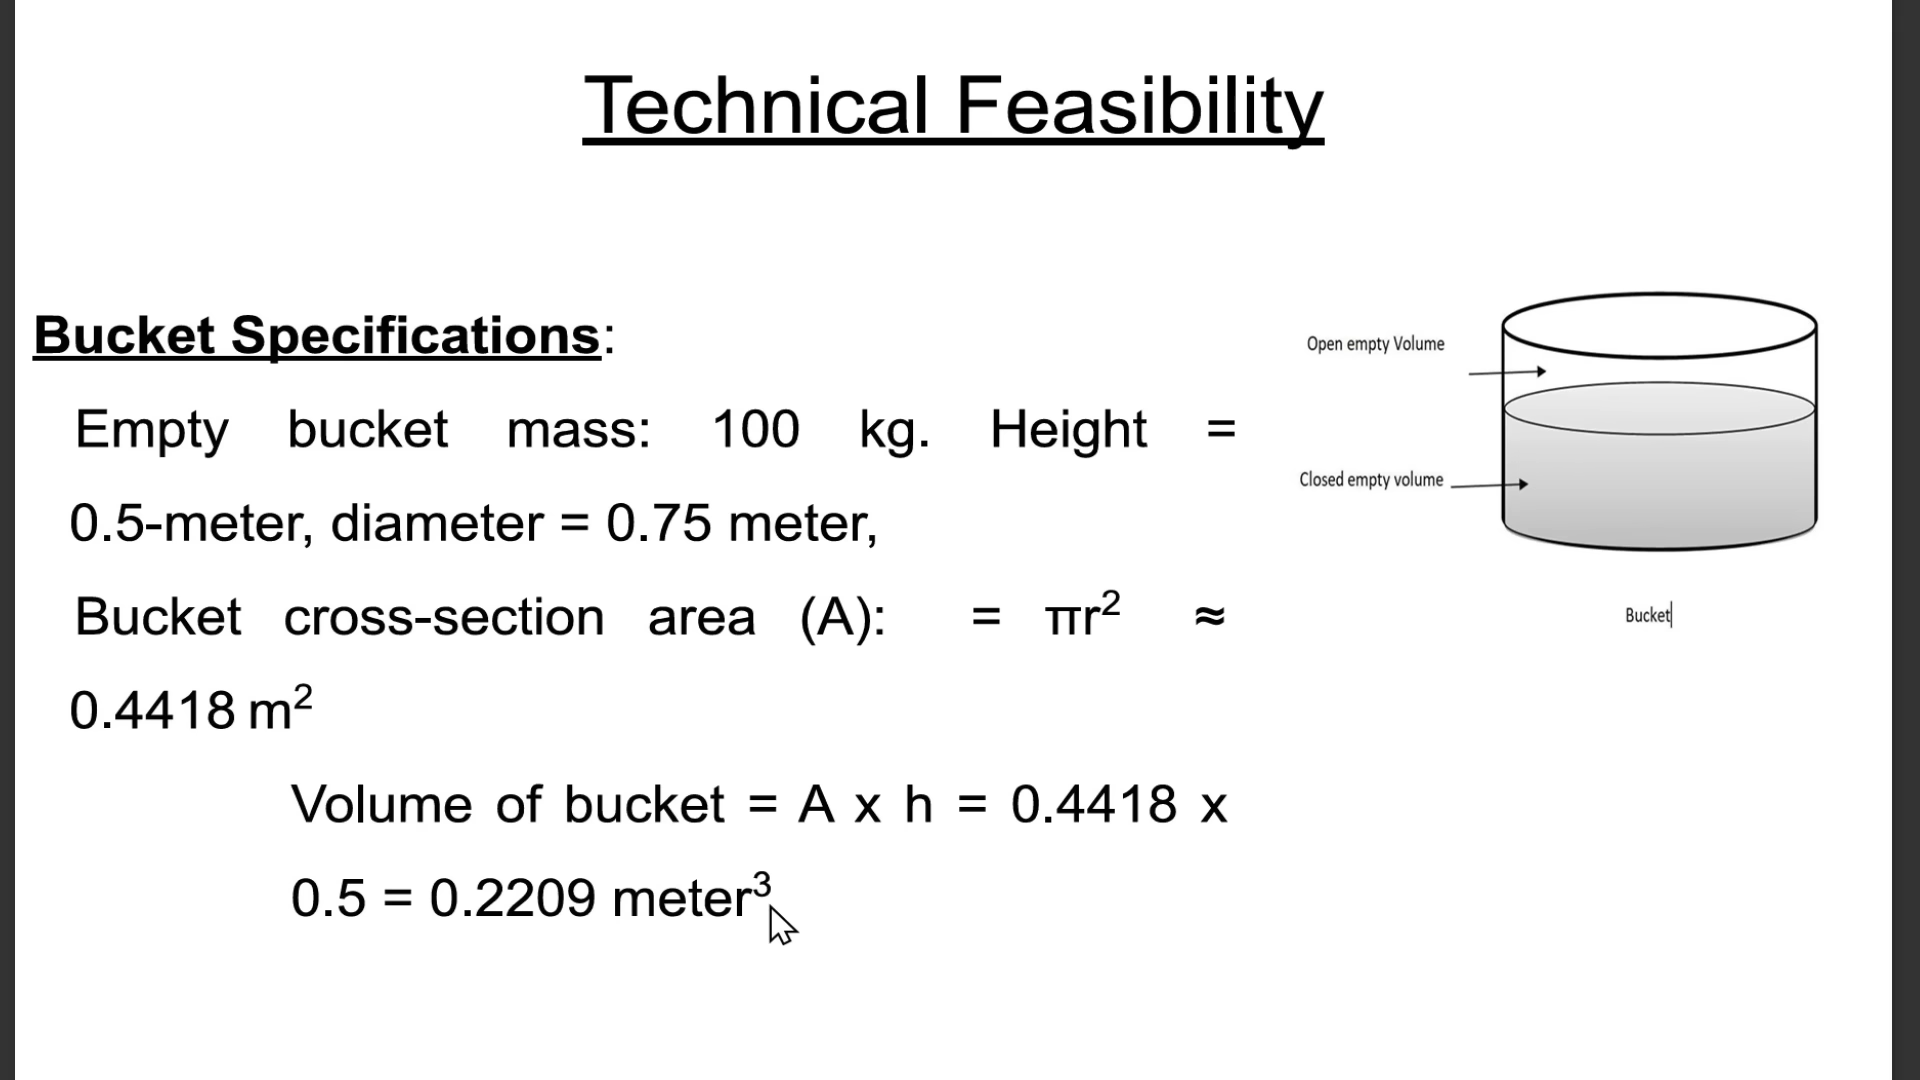 Technical Feasibility
Bucket Specifications:
Empty bucket mass: 100 kg. Height =
0.5-meter, diameter = 0.75 meter,
Bucket cross-section area (A): = πr² ≈
0.4418 m²
Volume of bucket = A x h = 0.4418 x
0.5 = 0.2209 meter³
Open empty Volume
Closed empty volume
Bucket